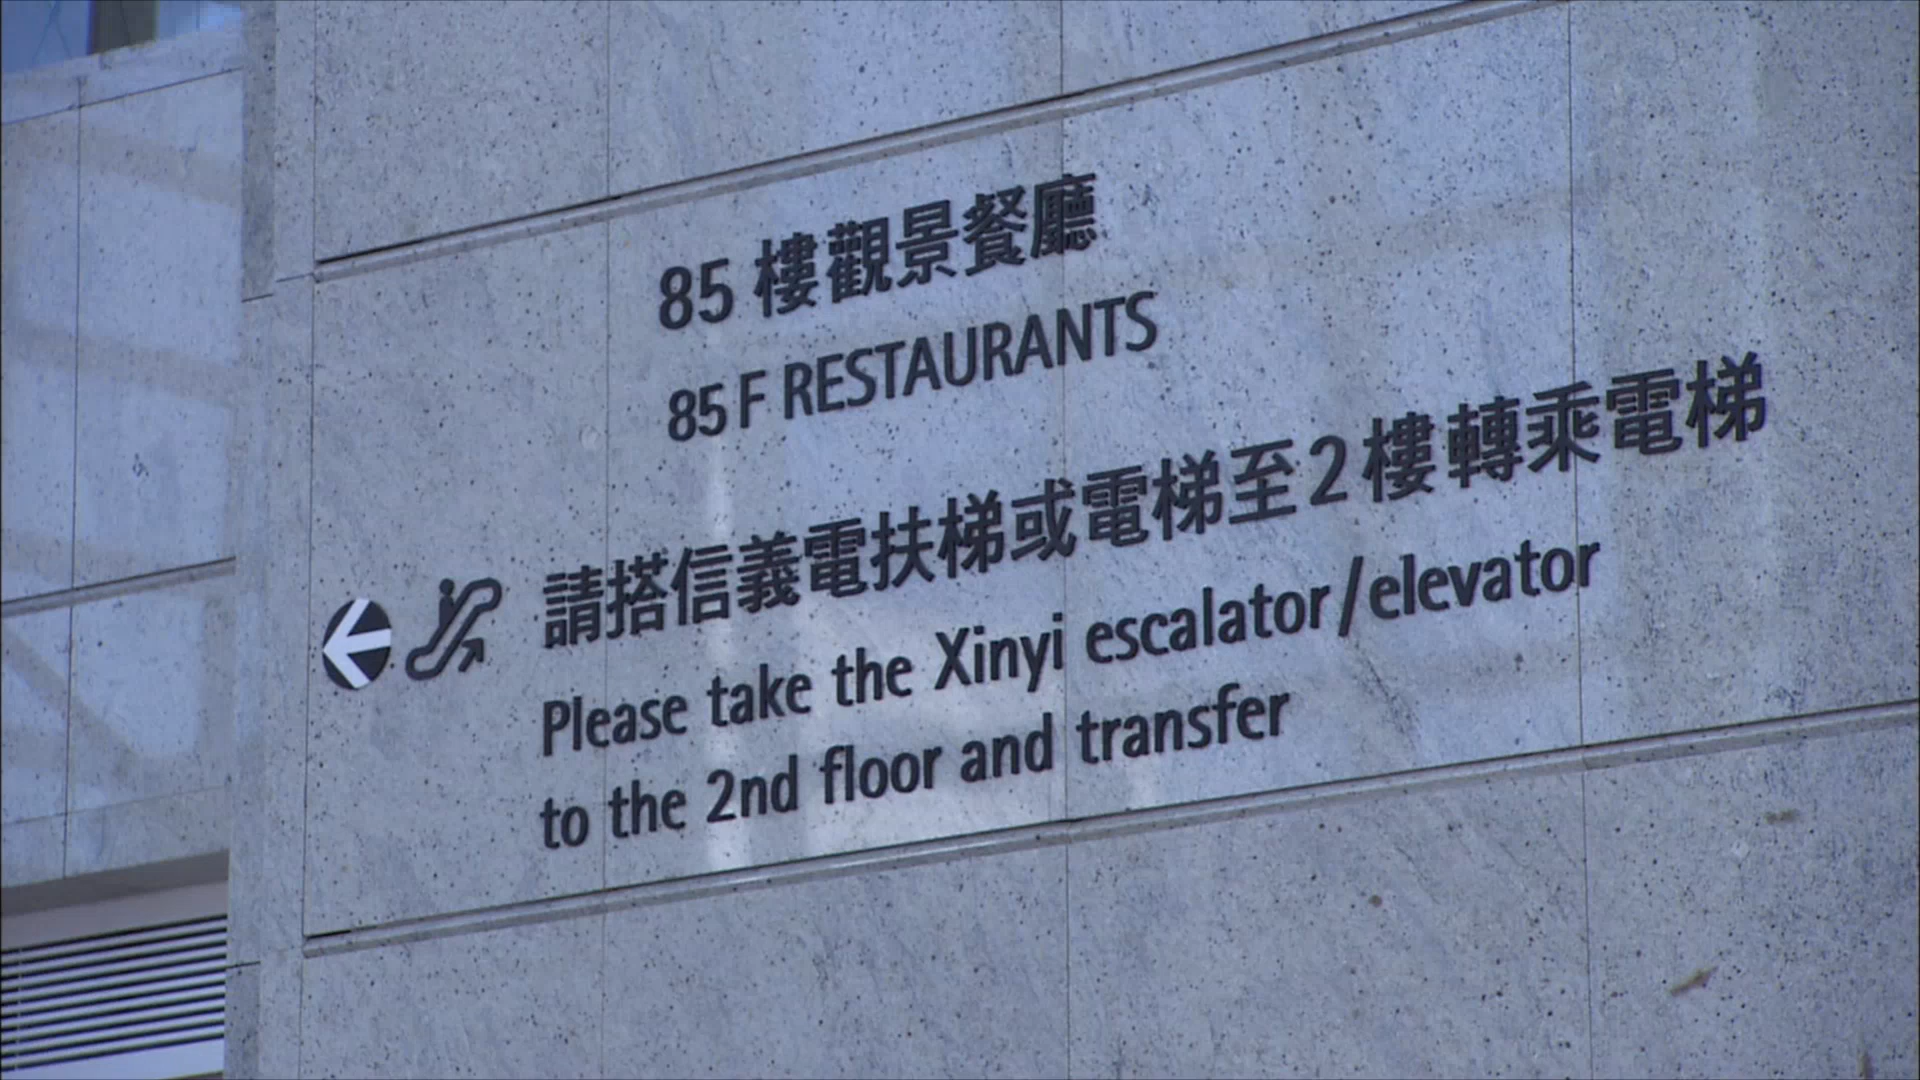 85 樓觀景餐廳
85 F RESTAURANTS
請搭信義電扶梯或電梯至2樓轉乘電梯
Please take the Xinyi escalator/elevator
to the 2nd floor and transfer